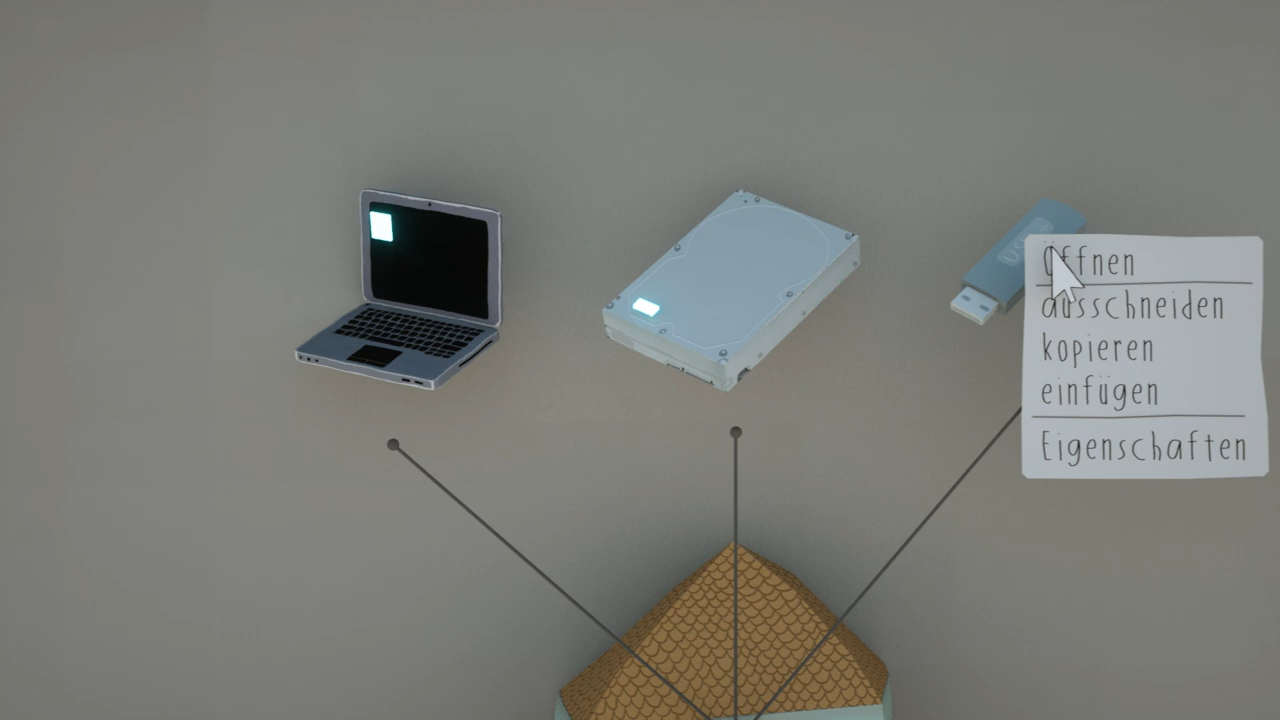 öffnen
ausschneiden
kopieren
einfügen
Eigenschaften